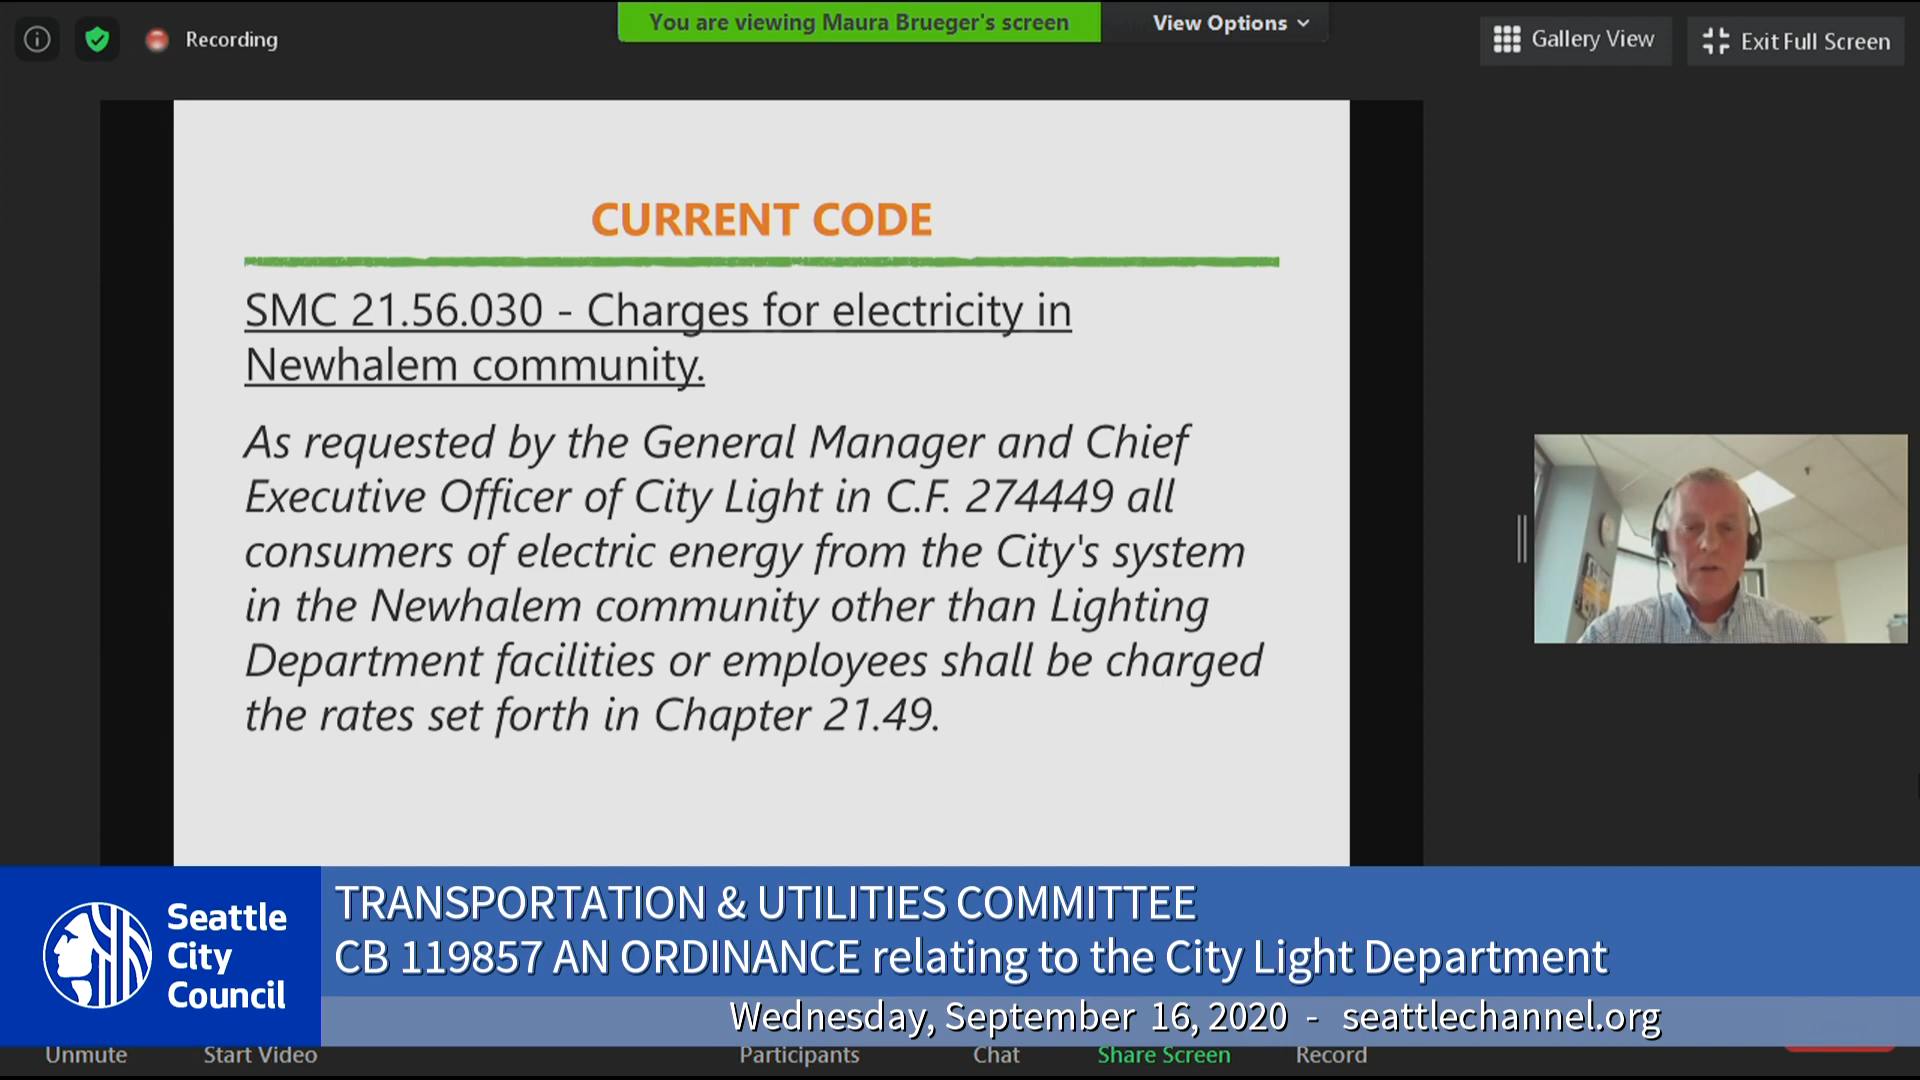 Recording
You are viewing Maura Brueger's screen
View Options
Gallery View
Exit Full Screen
CURRENT CODE
SMC 21.56.030 - Charges for electricity in
Newhalem community.
As requested by the General Manager and Chief
Executive Officer of City Light in C.F. 274449 all
consumers of electric energy from the City's system
in the Newhalem community other than Lighting
Department facilities or employees shall be charged
the rates set forth in Chapter 21.49.
Seattle
City
Council
TRANSPORTATION & UTILITIES COMMITTEE
CB 119857 AN ORDINANCE relating to the City Light Department
Wednesday, September 16, 2020 - seattlechannel.org
Unmute
Start Video
Participants
Chat
Share Screen
Record